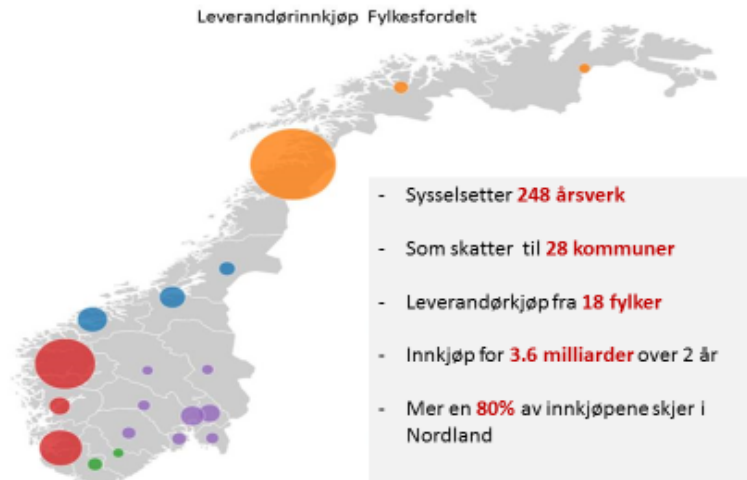 Leverandørinnkjøp Fylkesfordelt
- Sysselsetter 248 årsverk
- Som skatter til 28 kommuner
- Leverandørkjøp fra 18 fylker
- Innkjøp for 3.6 milliarder over 2 år
- Mer en 80% av innkjøpene skjer i
Nordland